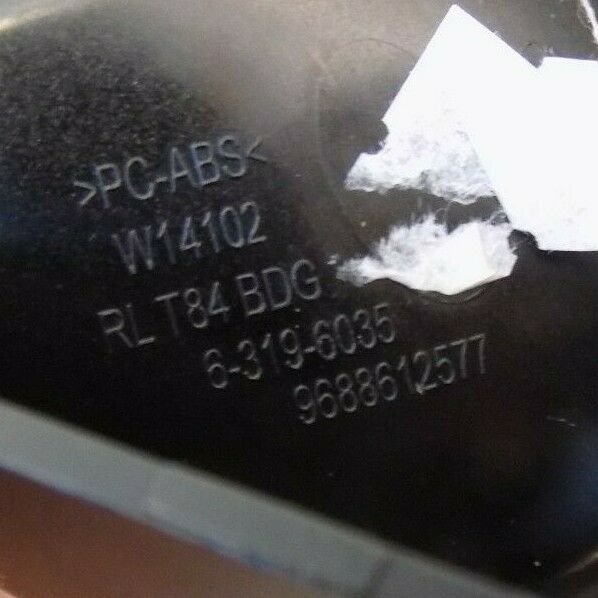 >PC-ABS<
W14102
RL T84 BDG
6-319-6035
9688612577